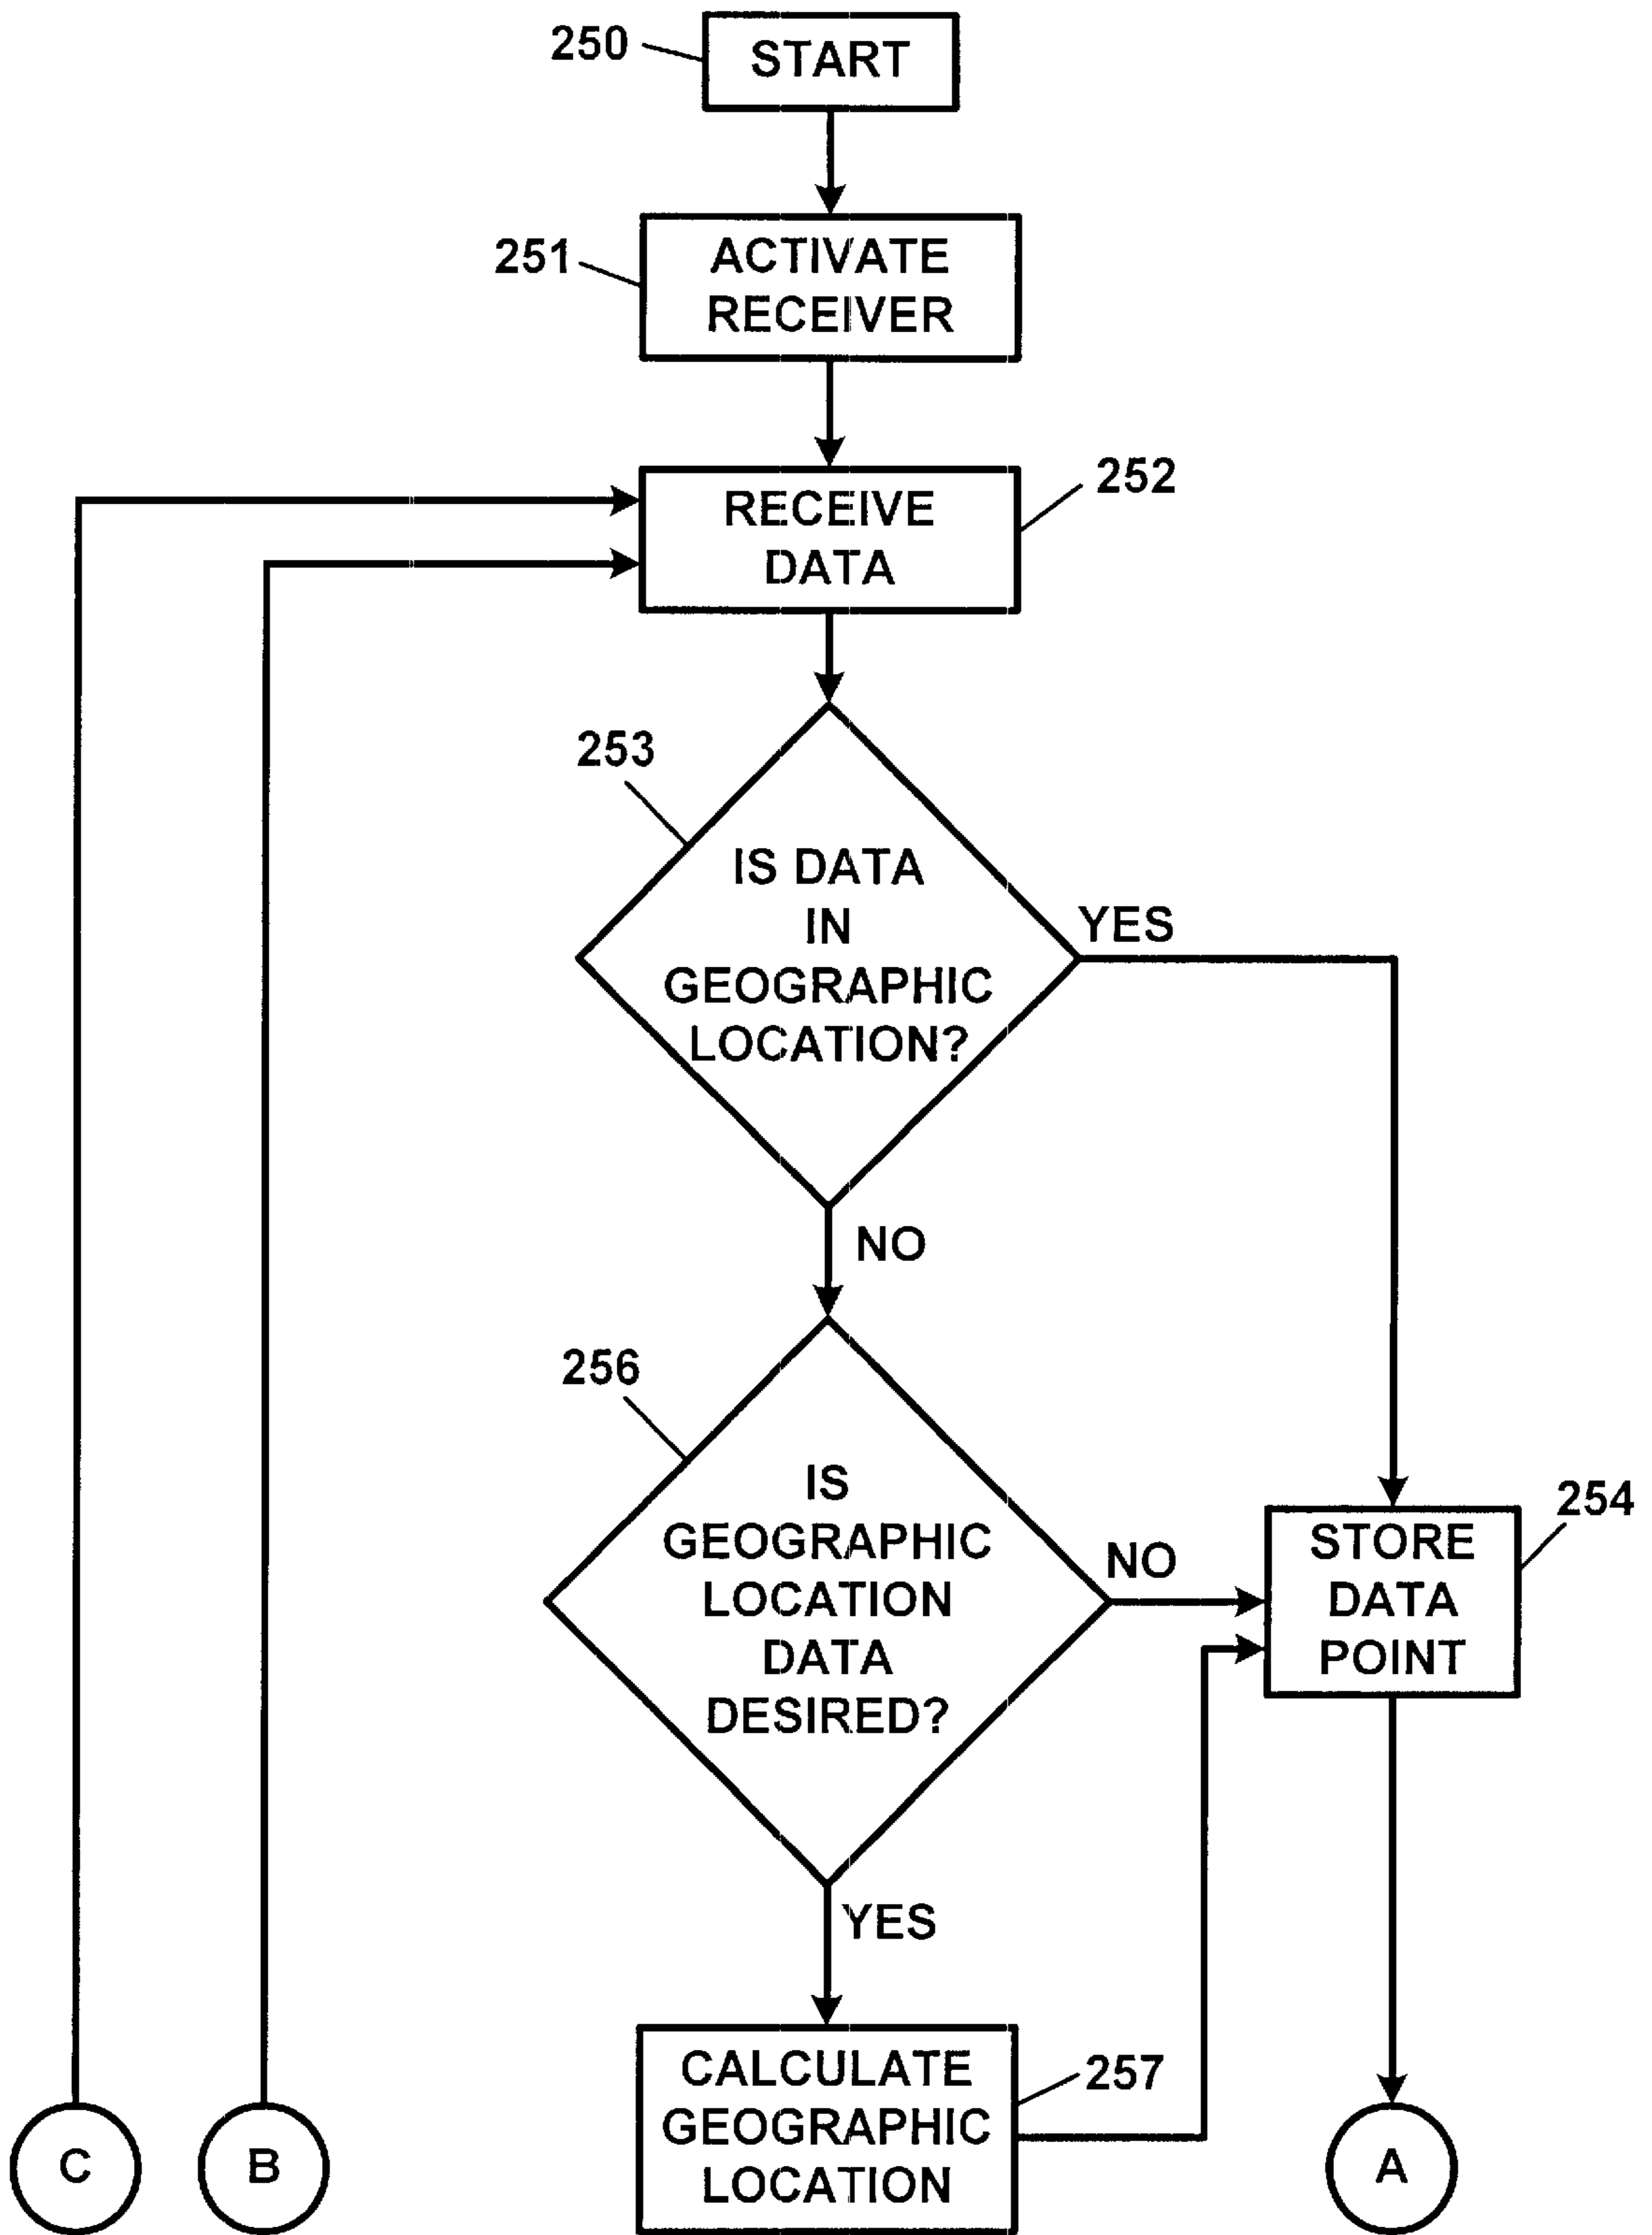 250
START
251
ACTIVATE
RECEIVER
252
RECEIVE
DATA
253
IS DATA
IN
GEOGRAPHIC
LOCATION?
YES
NO
256
IS
GEOGRAPHIC
LOCATION
DATA
DESIRED?
NO
254
STORE
DATA
POINT
YES
257
CALCULATE
GEOGRAPHIC
LOCATION
C
B
A